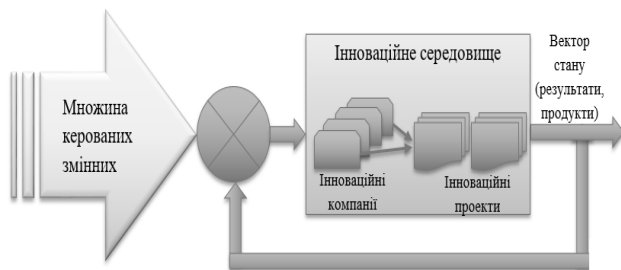 Множина
керованих
змінних
Інноваційне середовище
Інноваційні
компанії
Інноваційні
проекти
Вектор
стану
(результати,
продукти)